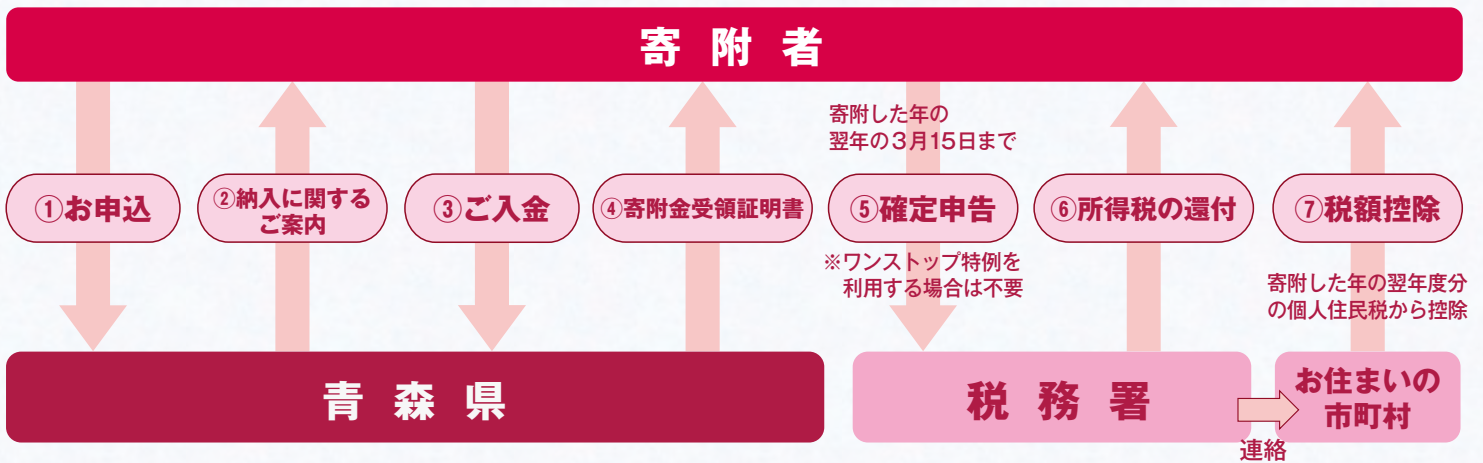 寄附者
寄附した年の
翌年の3月15日まで
①お申込
②納入に関する
ご案内
③ご入金
④寄附金受領証明書
⑤確定申告
⑥所得税の還付
⑦税額控除
※ワンストップ特例を
利用する場合は不要
寄附した年の翌年度分
の個人住民税から控除
青森県
税務署
お住まいの
市町村
連絡